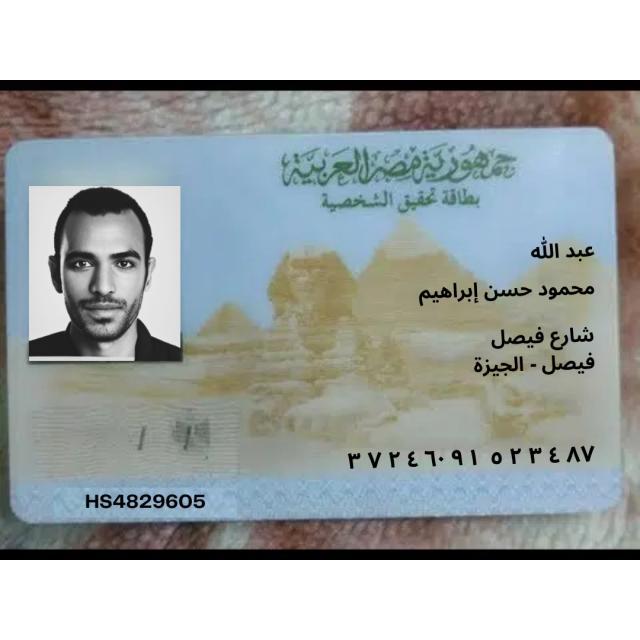 جمهورية مصر العربية
بطاقة تحقيق الشخصية
عبد الله
محمود حسن إبراهيم
شارع فيصل
فيصل - الجيزة
٣٧٢٤٦٠٩١٥٢٣٤٨٧
HS4829605